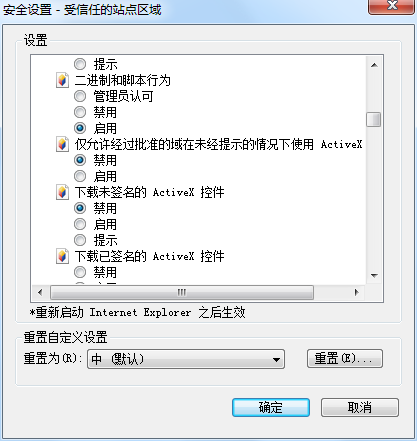 安全设置 - 受信任的站点区域
设置
提示
二进制和脚本行为
管理员认可
禁用
启用
仅允许经过批准的域在未经提示的情况下使用 ActiveX
禁用
启用
下载未签名的 ActiveX 控件
禁用
启用
提示
下载已签名的 ActiveX 控件
禁用
*重新启动 Internet Explorer 之后生效
重置自定义设置
重置为(R): 中 (默认) 重置(E)...
确定 取消